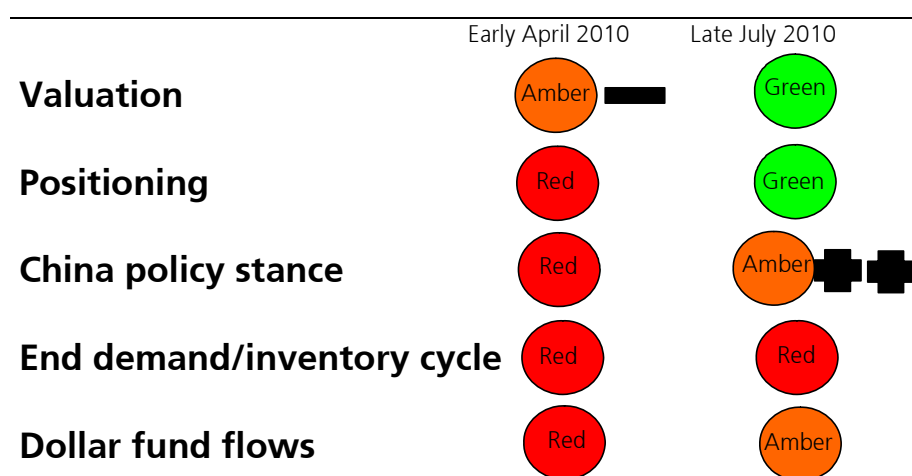 Early April 2010 Late July 2010
Valuation Amber Green
Positioning Red Green
China policy stance Red Amber
End demand/inventory cycle Red Red
Dollar fund flows Red Amber